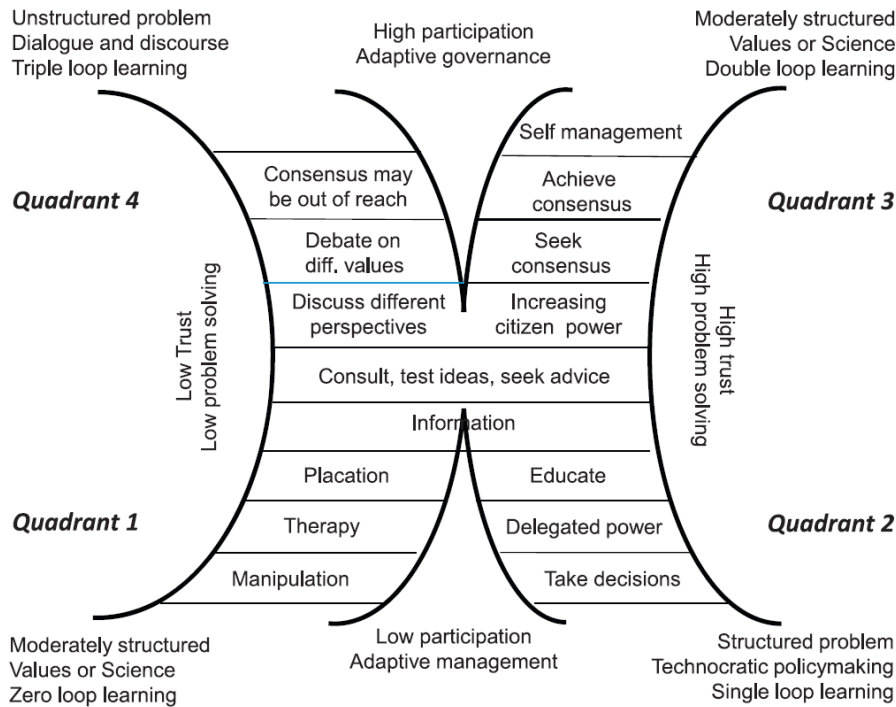 Unstructured problem
Dialogue and discourse
Triple loop learning
High participation
Adaptive governance
Moderately structured
Values or Science
Double loop learning
Self management
Quadrant 4
Consensus may
be out of reach
Achieve
consensus
Quadrant 3
Debate on
diff. values
Seek
consensus
Low Trust
Low problem solving
Discuss different
perspectives
Increasing
citizen power
High trust
High problem solving
Consult, test ideas, seek advice
Information
Placation
Educate
Quadrant 1
Therapy
Delegated power
Quadrant 2
Manipulation
Take decisions
Moderately structured
Values or Science
Zero loop learning
Low participation
Adaptive management
Structured problem
Technocratic policymaking
Single loop learning